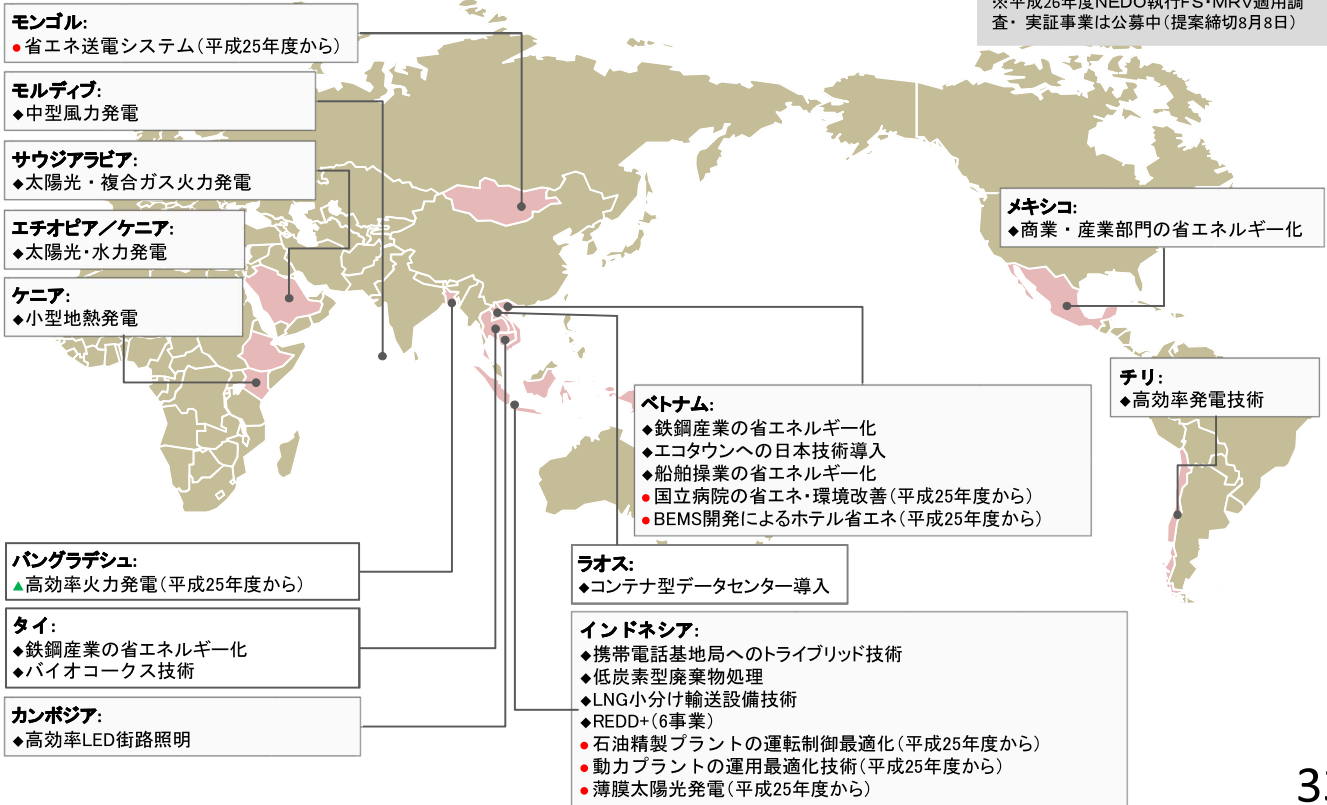 ※平成26年度NEDO執行FS・MRV適用調
査・ 実証事業は公募中(提案締切8月8日)
モンゴル:
●省エネ送電システム(平成25年度から)
モルディブ:
◆中型風力発電
サウジアラビア:
◆太陽光・複合ガス火力発電
エチオピア/ケニア:
◆太陽光・水力発電
ケニア:
◆小型地熱発電
メキシコ:
◆商業・産業部門の省エネルギー化
チリ:
◆高効率発電技術
ベトナム:
◆鉄鋼産業の省エネルギー化
◆エコタウンへの日本技術導入
◆船舶操業の省エネルギー化
●国立病院の省エネ・環境改善(平成25年度から)
●BEMS開発によるホテル省エネ(平成25年度から)
バングラデシュ:
▲高効率火力発電(平成25年度から)
ラオス:
◆コンテナ型データセンター導入
タイ:
◆鉄鋼産業の省エネルギー化
◆バイオコークス技術
カンボジア:
◆高効率LED街路照明
インドネシア:
◆携帯電話基地局へのトライブリッド技術
◆低炭素型廃棄物処理
◆LNG小分け輸送設備技術
◆REDD+(6事業)
●石油精製プラントの運転制御最適化(平成25年度から)
●動力プラントの運用最適化技術(平成25年度から)
●薄膜太陽光発電(平成25年度から)